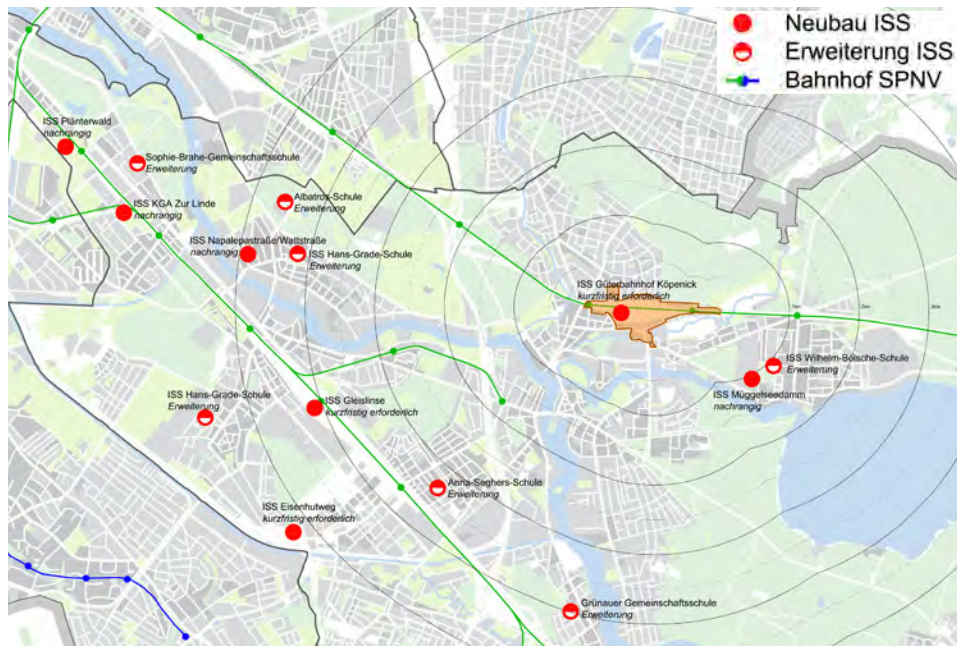 Neubau ISS
Erweiterung ISS
Bahnhof SPNV
ISS Plänterwald
nachrangig
Sophie-Brahe-Gemeinschaftsschule
Erweiterung
ISS KGA Zur Linde
nachrangig
Albatros-Schule
Erweiterung
ISS Napalepastraße/Wattstraße
nachrangig
ISS Hans-Grade-Schule
Erweiterung
ISS Güterbahnhof Köpenick
kurzfristig erforderlich
ISS Wilhelm-Bölsche-Schule
Erweiterung
ISS Müggelseedamm
nachrangig
ISS Hans-Grade-Schule
Erweiterung
ISS Gleislinse
kurzfristig erforderlich
Anna-Seghers-Schule
Erweiterung
ISS Eisenhutweg
kurzfristig erforderlich
Grünauer Gemeinschaftsschule
Erweiterung